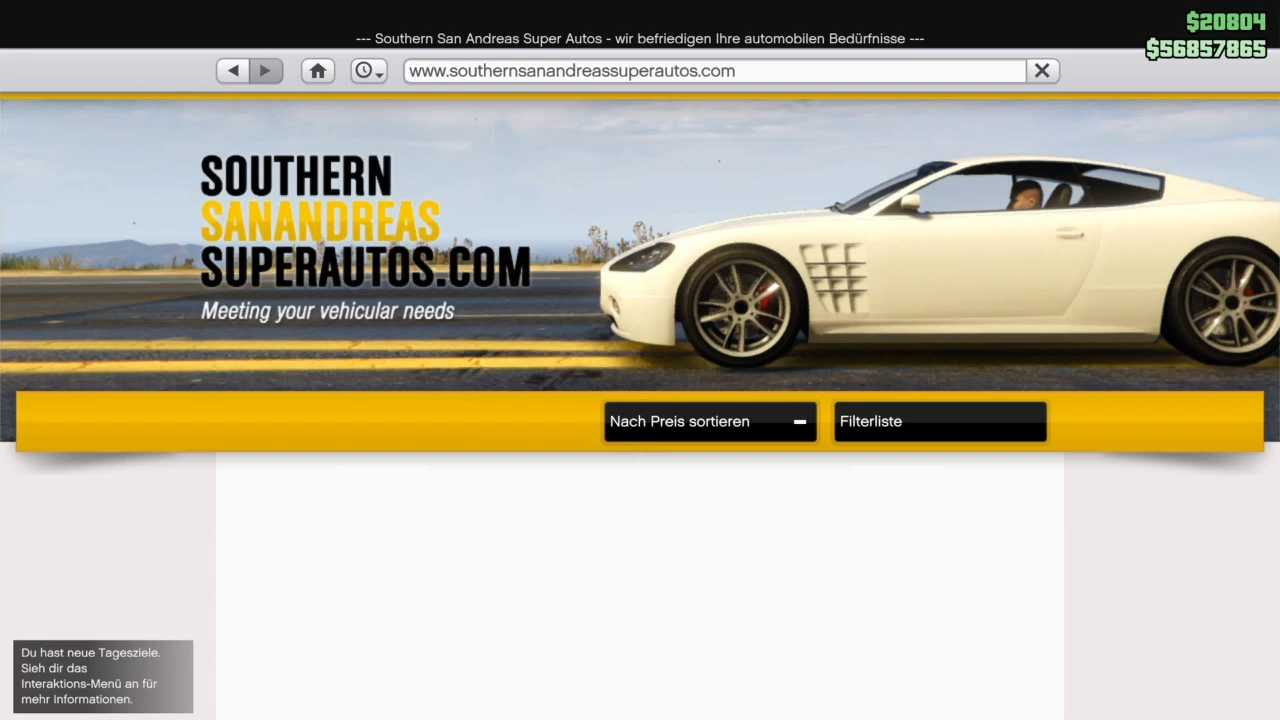 $20804
--- Southern San Andreas Super Autos - wir befriedigen Ihre automobilen Bedürfnisse ---
$56857865
www.southernsanandreassuperautos.com
SOUTHERN
SANANDREAS
SUPERAUTOS.COM
Meeting your vehicular needs
Nach Preis sortieren
Filterliste
Du hast neue Tagesziele.
Sieh dir das
Interaktions-Menü an für
mehr Informationen.